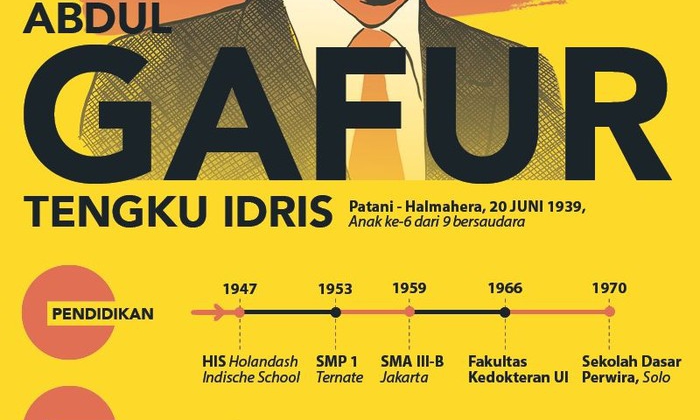 ABDUL
GAFUR
TENGKU IDRIS
Patani - Halmahera, 20 JUNI 1939,
Anak ke-6 dari 9 bersaudara
PENDIDIKAN
1947
HIS Holandash
Indische School
1953
SMP 1
Ternate
1959
SMA III-B
Jakarta
1966
Fakultas
Kedokteran UI
1970
Sekolah Dasar
Perwira, Solo